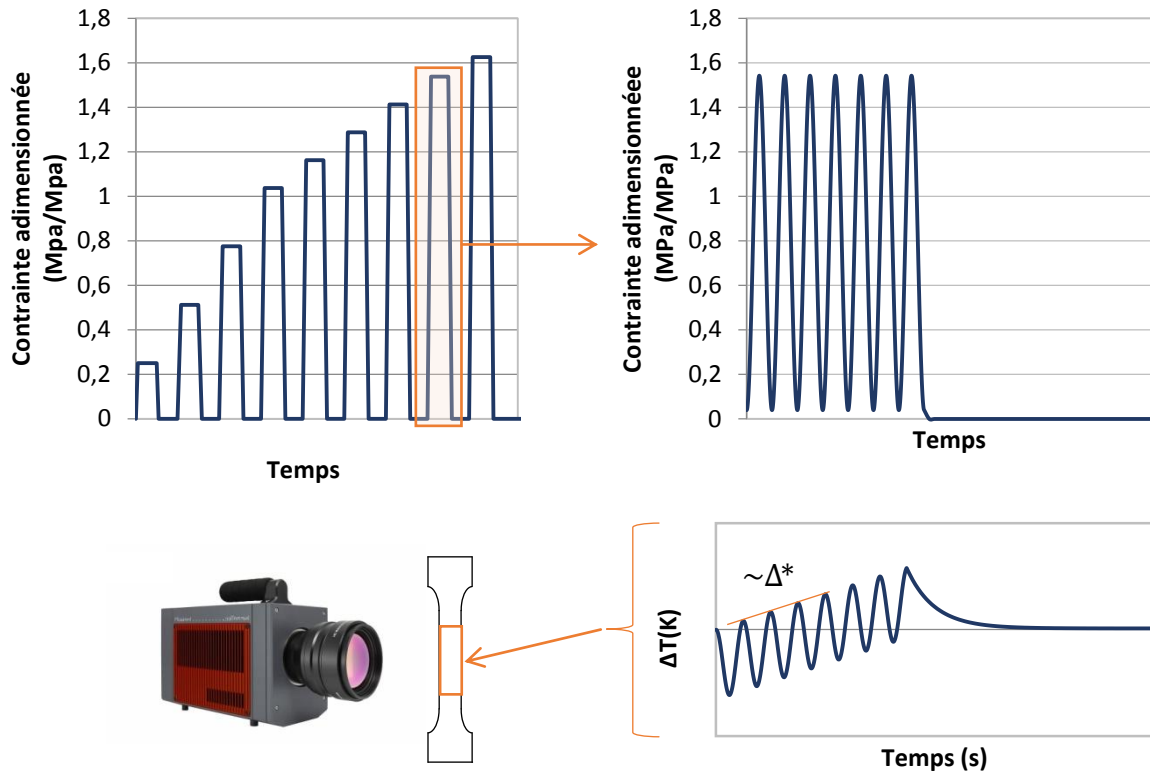 Contrainte adimensionnée
(Mpa/Mpa)
1,8
1,6
1,4
1,2
1
0,8
0,6
0,4
0,2
0
Temps
Contrainte adimensionnéee
(MPa/MPa)
1,8
1,6
1,4
1,2
1
0,8
0,6
0,4
0,2
0
Temps
ΔT(K)
~Δ*
Temps (s)